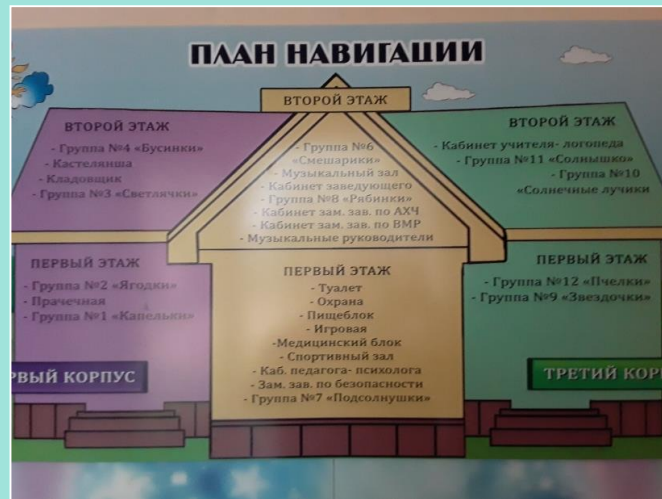 ПЛАН НАВИГАЦИИ
ВТОРОЙ ЭТАЖ
- Группа №4 «Бусинки»
- Кастелянша
- Кладовщик
- Группа №3 «Светлячки»
ПЕРВЫЙ ЭТАЖ
- Группа №2 «Ягодки»
- Прачечная
- Группа №1 «Капельки»
РВЫЙ КОРПУС
ВТОРОЙ ЭТАЖ
- Группа №6
«Смешарики»
- Музыкальный зал
- Кабинет заведующего
- Группа №8 «Рябинки»
- Кабинет зам. зав. по АХЧ
- Кабинет зам. зав. по ВМР
- Музыкальные руководители
ПЕРВЫЙ ЭТАЖ
- Туалет
- Охрана
- Пищеблок
- Игровая
-Медицинский блок
- Спортивный зал
- Каб. педагога- психолога
- Зам. зав. по безопасности
- Группа №7 «Подсолнушки»
ВТОРОЙ ЭТАЖ
- Кабинет учителя- логопеда
- Группа №11 «Солнышко»
- Группа №10
«Солнечные лучики
ПЕРВЫЙ ЭТАЖ
- Группа №12 «Пчелки»
- Группа №9 «Звездочки»
ТРЕТИЙ КОР